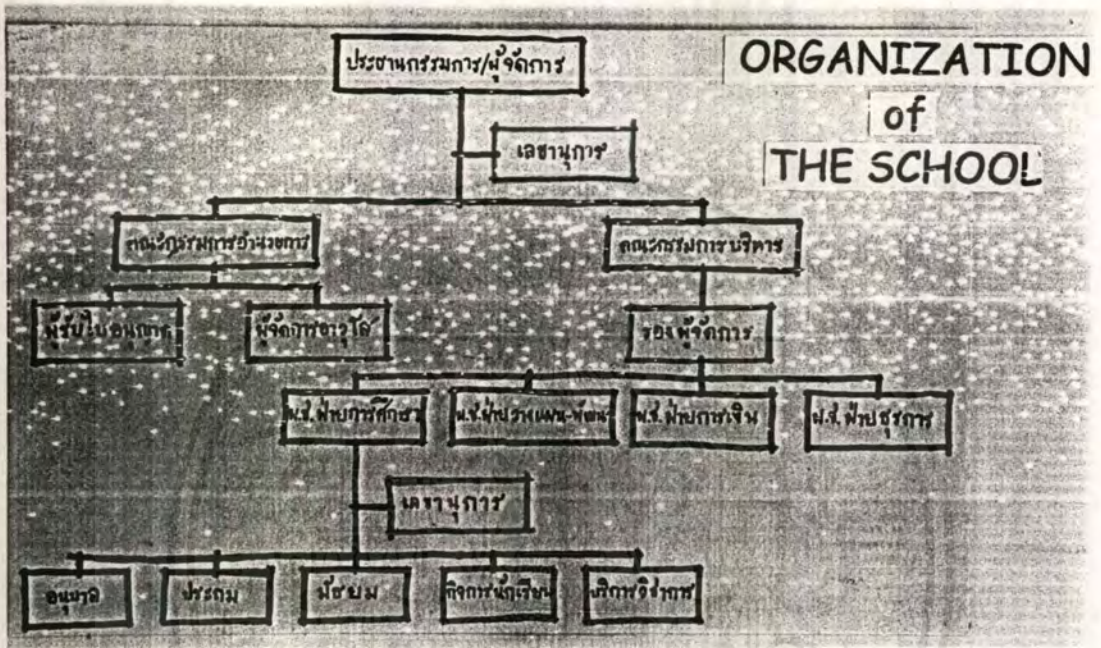 ORGANIZATION
of
THE SCHOOL
ประธานกรรมการ/ผู้จัดการ
เลขานุการ
คณะกรรมการอำนวยการ
คณะกรรมการบริหาร
ผู้รับใบอนุญาต
ผู้จัดการอาวุโส
รองผู้จัดการ
ผ.ช.ฝ่ายการศึกษา
ผ.ช.ฝ่ายวางแผน-พัฒนา
ผ.ช.ฝ่ายการเงิน
ผ.ช.ฝ่ายธุรการ
เลขานุการ
อนุบาล
ประถม
มัธยม
กิจการนักเรียน
บริการวิชาการ